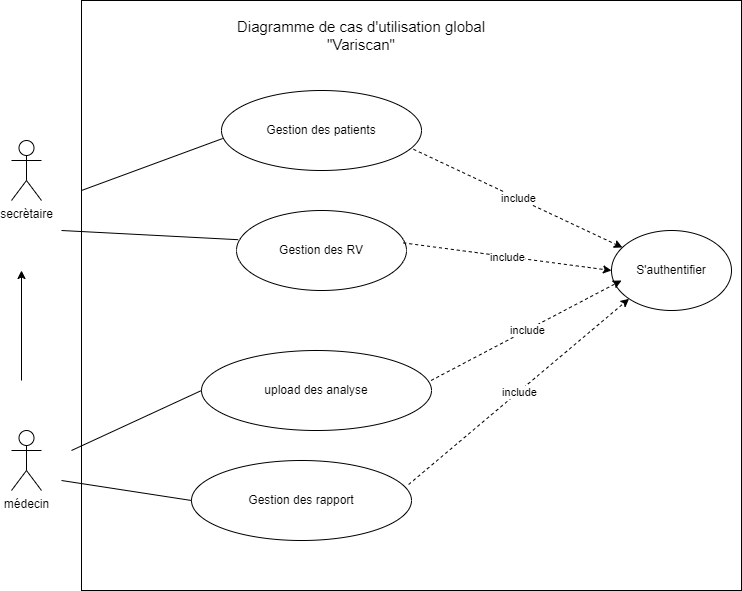 Diagramme de cas d'utilisation global
"Variscan"
Gestion des patients
secrètaire
include
Gestion des RV
include
S'authentifier
include
upload des analyse
include
médecin
Gestion des rapport